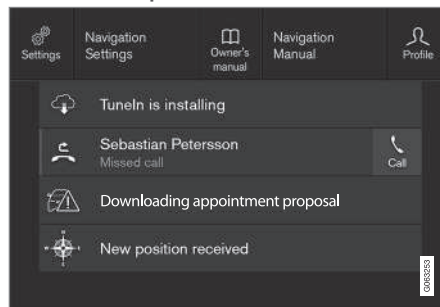 Settings
Navigation
Settings
Owner's
manual
Navigation
Manual
Profile
TuneIn is installing
Sebastian Petersson
Missed call
Call
Downloading appointment proposal
New position received
G063253